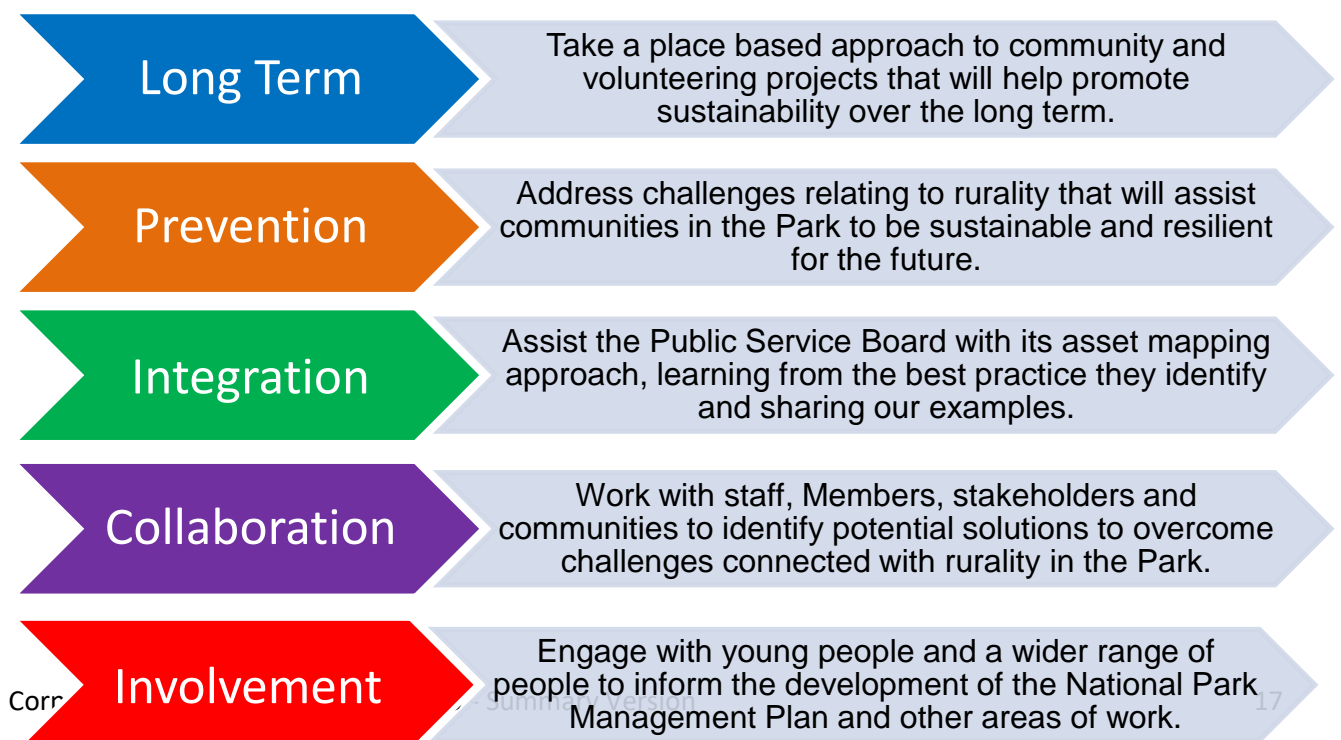 Long Term
Take a place based approach to community and
volunteering projects that will help promote
sustainability over the long term.
Prevention
Address challenges relating to rurality that will assist
communities in the Park to be sustainable and resilient
for the future.
Integration
Assist the Public Service Board with its asset mapping
approach, learning from the best practice they identify
and sharing our examples.
Collaboration
Work with staff, Members, stakeholders and
communities to identify potential solutions to overcome
challenges connected with rurality in the Park.
Involvement
Engage with young people and a wider range of
people to inform the development of the National Park
Management Plan and other areas of work.
- Summary Version 17